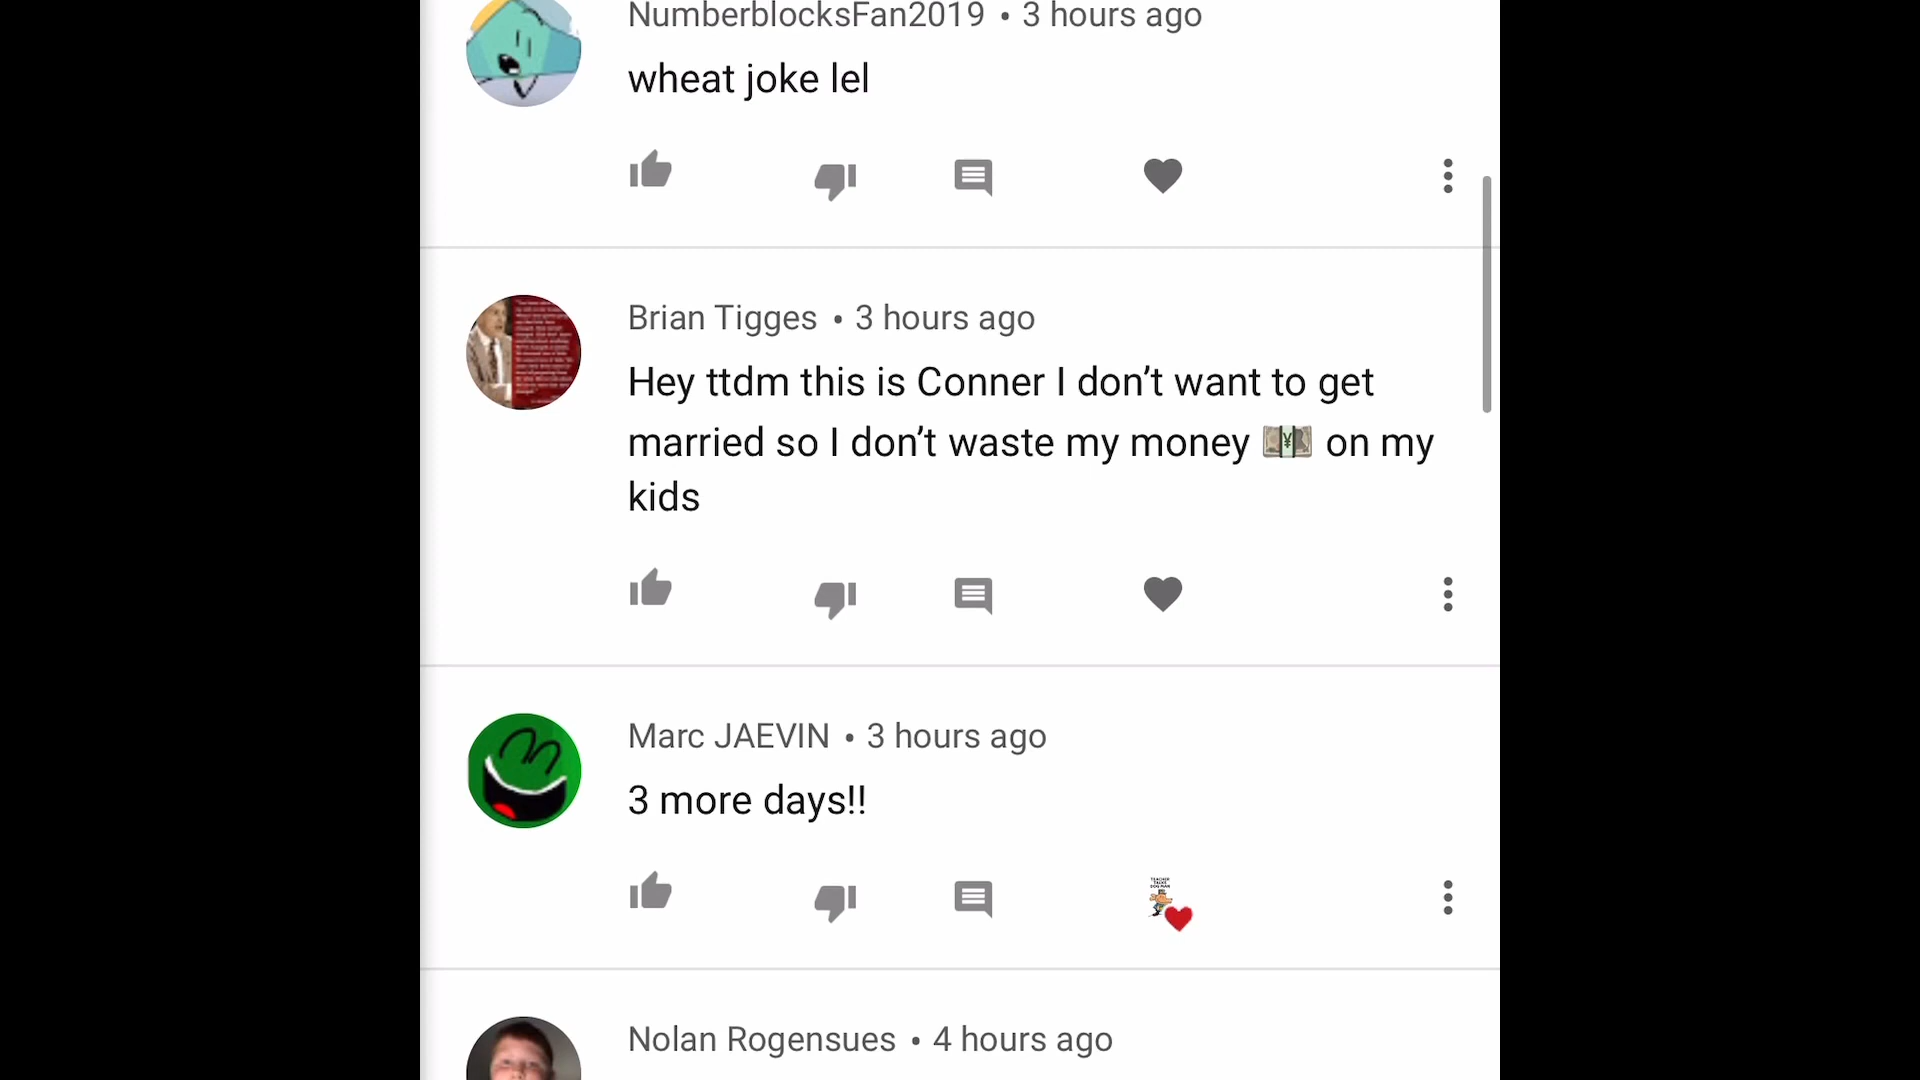 NumberblocksFan2019 • 3 hours ago
wheat joke lel
Brian Tigges • 3 hours ago
Hey ttdm this is Conner I don’t want to get
married so I don’t waste my money 💴 on my
kids
Marc JAEVIN • 3 hours ago
3 more days!!
Nolan Rogensues • 4 hours ago